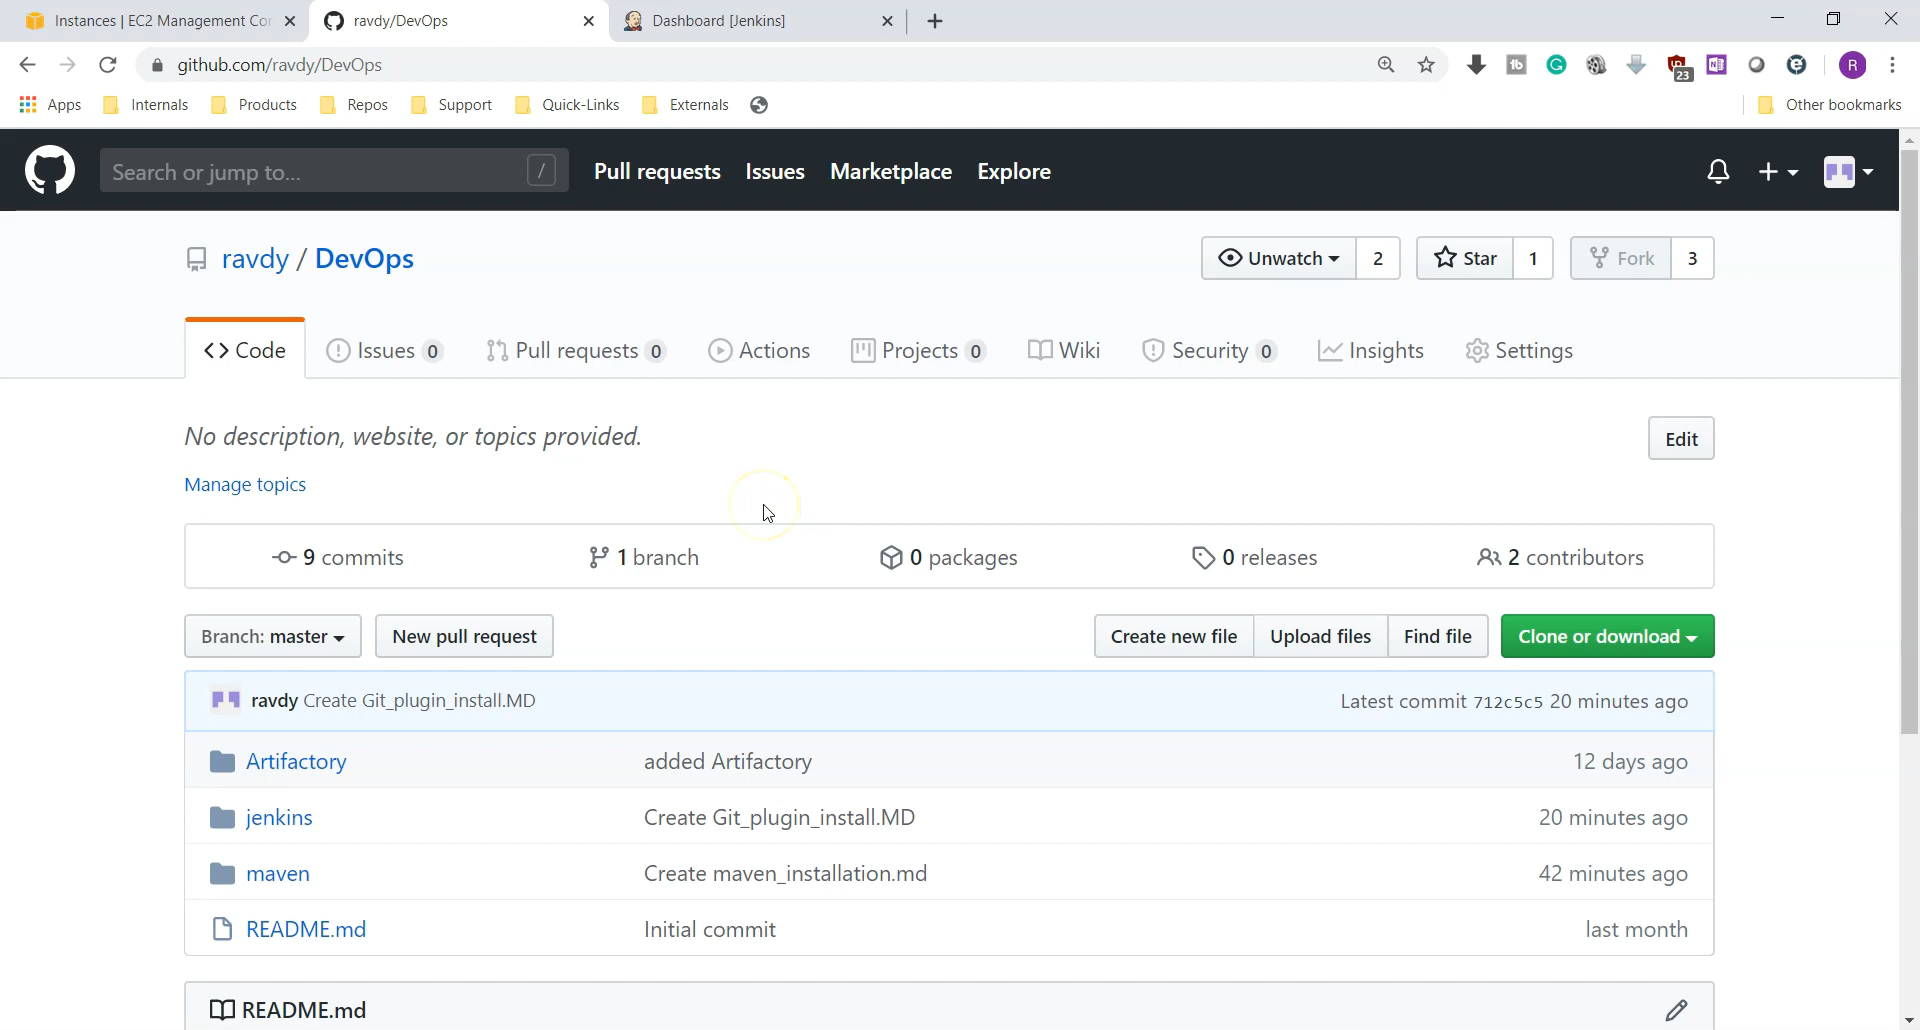 Instances | EC2 Management Con
ravdy/DevOps
Dashboard [Jenkins]
github.com/ravdy/DevOps
23
R
Apps Internals Products Repos Support Quick-Links Externals Other bookmarks
Search or jump to... /
Pull requests Issues Marketplace Explore
ravdy / DevOps
Unwatch 2 Star 1 Fork 3
Code Issues 0 Pull requests 0 Actions Projects 0 Wiki Security 0 Insights Settings
No description, website, or topics provided.
Edit
Manage topics
9 commits 1 branch 0 packages 0 releases 2 contributors
Branch: master New pull request Create new file Upload files Find file Clone or download
ravdy Create Git_plugin_install.MD Latest commit 712c5c5 20 minutes ago
Artifactory added Artifactory 12 days ago
jenkins Create Git_plugin_install.MD 20 minutes ago
maven Create maven_installation.md 42 minutes ago
README.md Initial commit last month
README.md